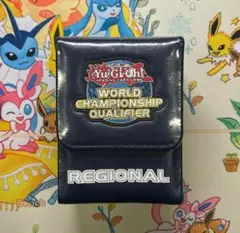 Yu-Gi-Oh!
WORLD
CHAMPIONSHIP
QUALIFIER
REGIONAL